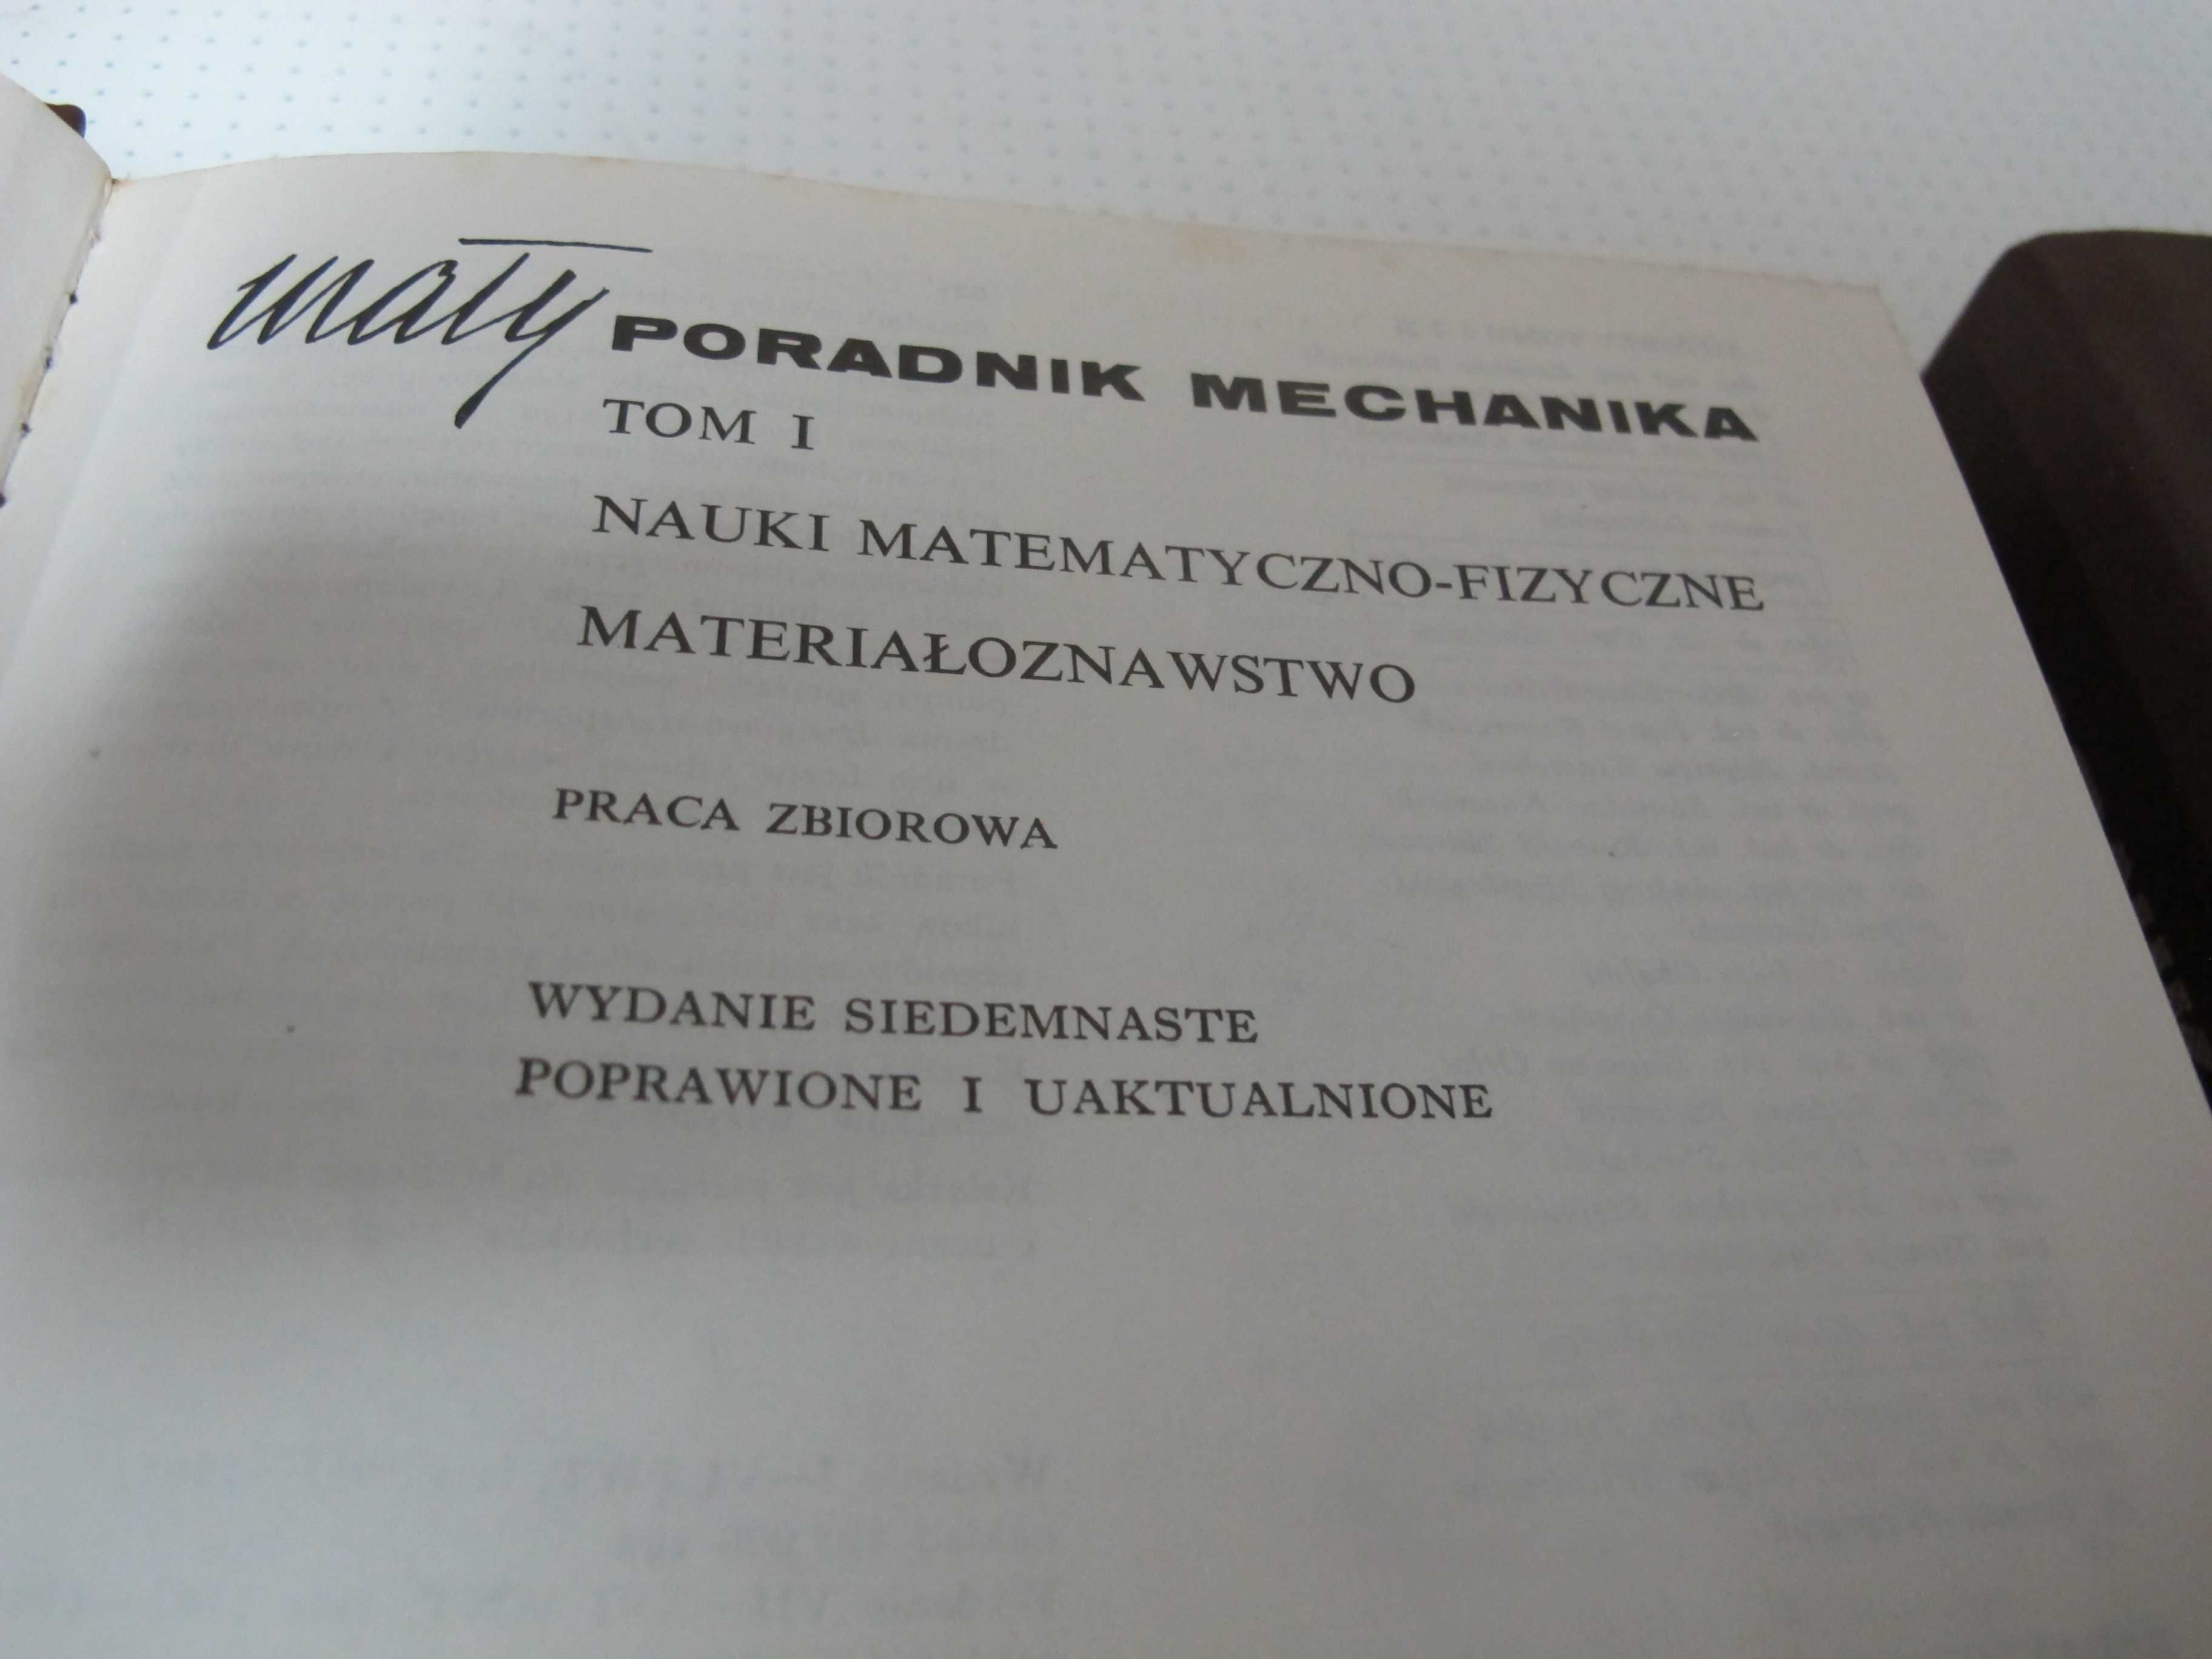 mały PORADNIK MECHANIKA
TOM I
NAUKI MATEMATYCZNO-FIZYCZNE
MATERIAŁOZNAWSTWO
PRACA ZBIOROWA
WYDANIE SIEDEMNASTE
POPRAWIONE I UAKTUALNIONE